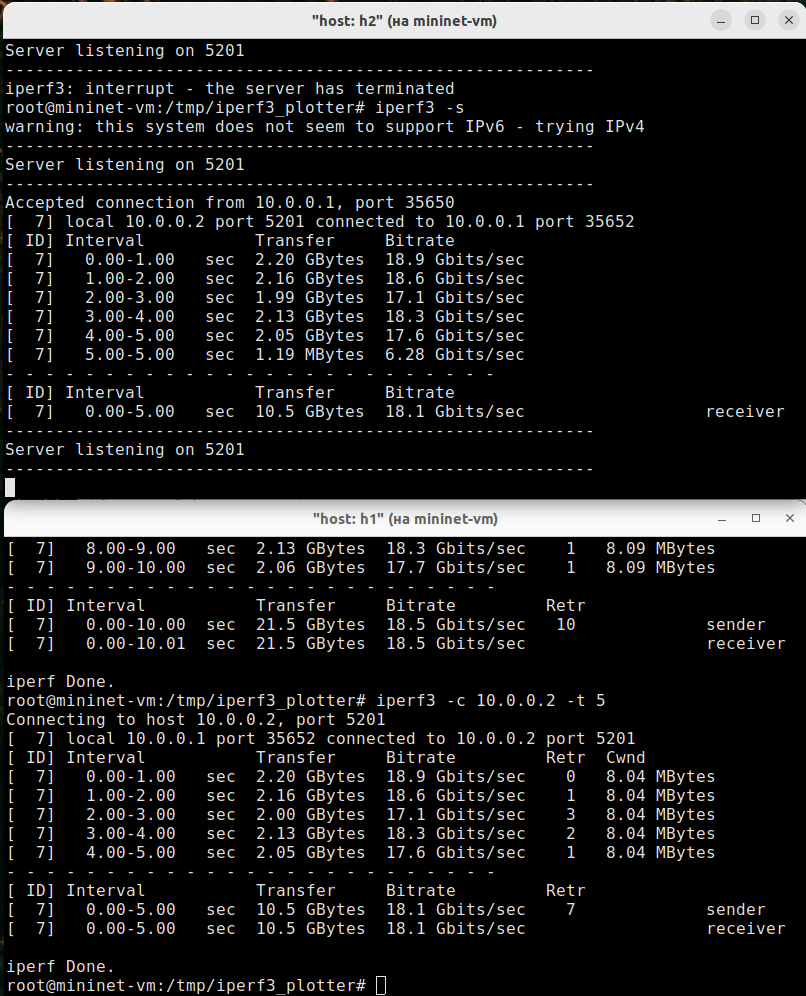 "host: h2" (на mininet-vm)
Server listening on 5201
-----------------------------------------------------------
iperf3: interrupt - the server has terminated
root@mininet-vm:/tmp/iperf3_plotter# iperf3 -s
warning: this system does not seem to support IPv6 - trying IPv4
-----------------------------------------------------------
Server listening on 5201
-----------------------------------------------------------
Accepted connection from 10.0.0.1, port 35650
[  7] local 10.0.0.2 port 5201 connected to 10.0.0.1 port 35652
[ ID] Interval           Transfer     Bitrate
[  7]   0.00-1.00   sec  2.20 GBytes  18.9 Gbits/sec
[  7]   1.00-2.00   sec  2.16 GBytes  18.6 Gbits/sec
[  7]   2.00-3.00   sec  1.99 GBytes  17.1 Gbits/sec
[  7]   3.00-4.00   sec  2.13 GBytes  18.3 Gbits/sec
[  7]   4.00-5.00   sec  2.05 GBytes  17.6 Gbits/sec
[  7]   5.00-5.00   sec  1.19 MBytes  6.28 Gbits/sec
- - - - - - - - - - - - - - - - - - - - - - - - -
[ ID] Interval           Transfer     Bitrate
[  7]   0.00-5.00   sec  10.5 GBytes  18.1 Gbits/sec                  receiver
-----------------------------------------------------------
Server listening on 5201
-----------------------------------------------------------
"host: h1" (на mininet-vm)
[  7]   8.00-9.00   sec  2.13 GBytes  18.3 Gbits/sec    1   8.09 MBytes
[  7]   9.00-10.00  sec  2.06 GBytes  17.7 Gbits/sec    1   8.09 MBytes
- - - - - - - - - - - - - - - - - - - - - - - - -
[ ID] Interval           Transfer     Bitrate         Retr
[  7]   0.00-10.00  sec  21.5 GBytes  18.5 Gbits/sec   10             sender
[  7]   0.00-10.01  sec  21.5 GBytes  18.5 Gbits/sec                  receiver
iperf Done.
root@mininet-vm:/tmp/iperf3_plotter# iperf3 -c 10.0.0.2 -t 5
Connecting to host 10.0.0.2, port 5201
[  7] local 10.0.0.1 port 35652 connected to 10.0.0.2 port 5201
[ ID] Interval           Transfer     Bitrate         Retr  Cwnd
[  7]   0.00-1.00   sec  2.20 GBytes  18.9 Gbits/sec    0   8.04 MBytes
[  7]   1.00-2.00   sec  2.16 GBytes  18.6 Gbits/sec    1   8.04 MBytes
[  7]   2.00-3.00   sec  2.00 GBytes  17.1 Gbits/sec    3   8.04 MBytes
[  7]   3.00-4.00   sec  2.13 GBytes  18.3 Gbits/sec    2   8.04 MBytes
[  7]   4.00-5.00   sec  2.05 GBytes  17.6 Gbits/sec    1   8.04 MBytes
- - - - - - - - - - - - - - - - - - - - - - - - -
[ ID] Interval           Transfer     Bitrate         Retr
[  7]   0.00-5.00   sec  10.5 GBytes  18.1 Gbits/sec    7             sender
[  7]   0.00-5.00   sec  10.5 GBytes  18.1 Gbits/sec                  receiver
iperf Done.
root@mininet-vm:/tmp/iperf3_plotter#